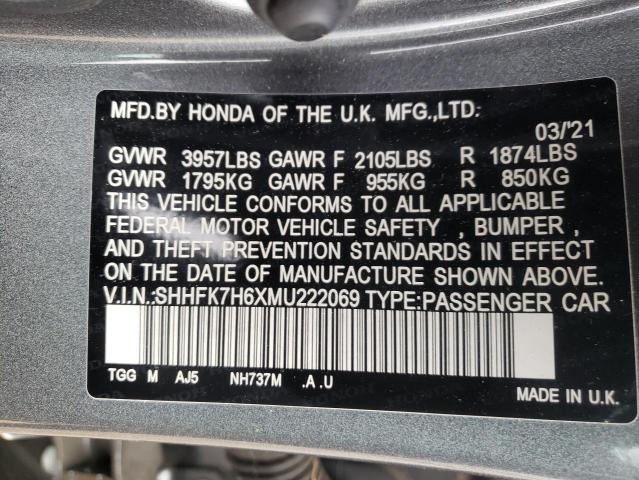 MFD.BY HONDA OF THE U.K. MFG.,LTD.
03/'21
GVWR 3957LBS GAWR F 2105LBS R 1874LBS
GVWR 1795KG GAWR F 955KG R 850KG
THIS VEHICLE CONFORMS TO ALL APPLICABLE
FEDERAL MOTOR VEHICLE SAFETY , BUMPER ,
AND THEFT PREVENTION STANDARDS IN EFFECT
ON THE DATE OF MANUFACTURE SHOWN ABOVE.
V.I.N.:SHHFK7H6XMU222069 TYPE:PASSENGER CAR
TGG M AJ5 NH737M .A .U
MADE IN U.K.